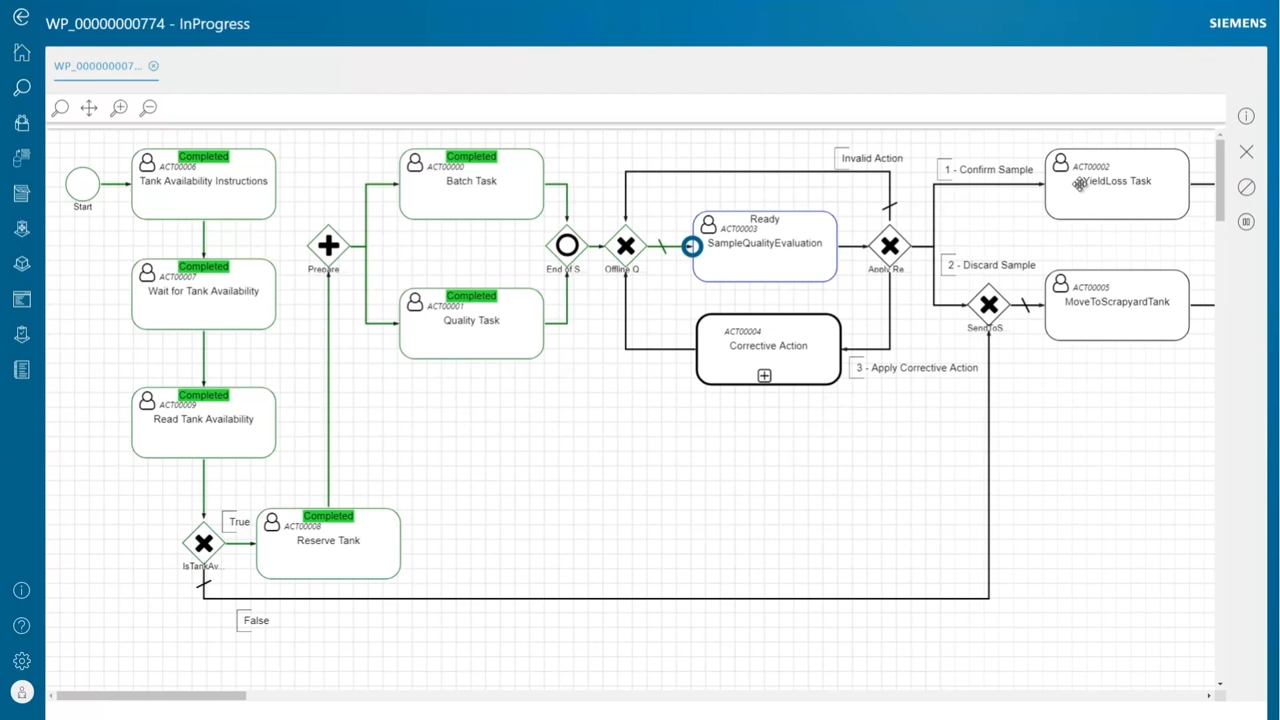 WP_00000000774 - InProgress
SIEMENS
WP_000000007...
Completed
ACT00006
Tank Availability Instructions
Start
Completed
ACT00007
Wait for Tank Availability
Completed
ACT00009
Read Tank Availability
IsTankAv...
True
False
Completed
ACT00008
Reserve Tank
Prepare
Completed
ACT00000
Batch Task
Completed
ACT00001
Quality Task
End of S...
Offline Q...
Ready
ACT00003
SampleQualityEvaluation
Invalid Action
Apply Re...
ACT00004
Corrective Action
3 - Apply Corrective Action
1 - Confirm Sample
ACT00002
YieldLoss Task
2 - Discard Sample
SendToS...
ACT00005
MoveToScrapyardTank